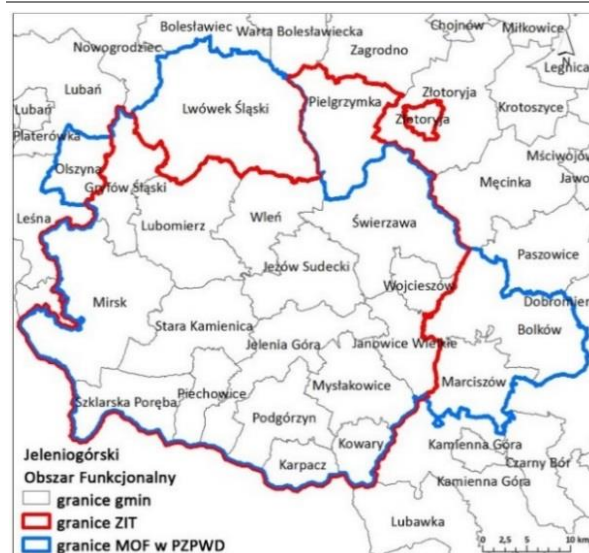 Bolesławiec
Warta Bolesławiecka
Chojnów
Miłkowice
Nowogrodziec
Zagrodno
N
Legnica
Lubań
Lwówek Śląski
Pielgrzymka
Złotoryja
Lubań
Złotoryja
Krotoszyce
Platerówka
Olszyna
Mściwojów
Gryfów Śląski
Męcinka
Jawo
Leśna
Lubomierz
Wleń
Świerzawa
Paszowice
Jeżów Sudecki
Wojcieszów
Mirsk
Dobromier
Stara Kamienica
Bolków
Jelenia Góra
Janowice Wielkie
Marciszów
Szklarska Poręba
Piechowice
Mysłakowice
Podgórzyn
Kowary
Kamienna Góra
Karpacz
Czarny Bór
Kamienna Góra
Lubawka
Jeleniogórski
Obszar Funkcjonalny
granice gmin
granice ZIT
granice MOF w PZPWD
0 2,5 5 10 km